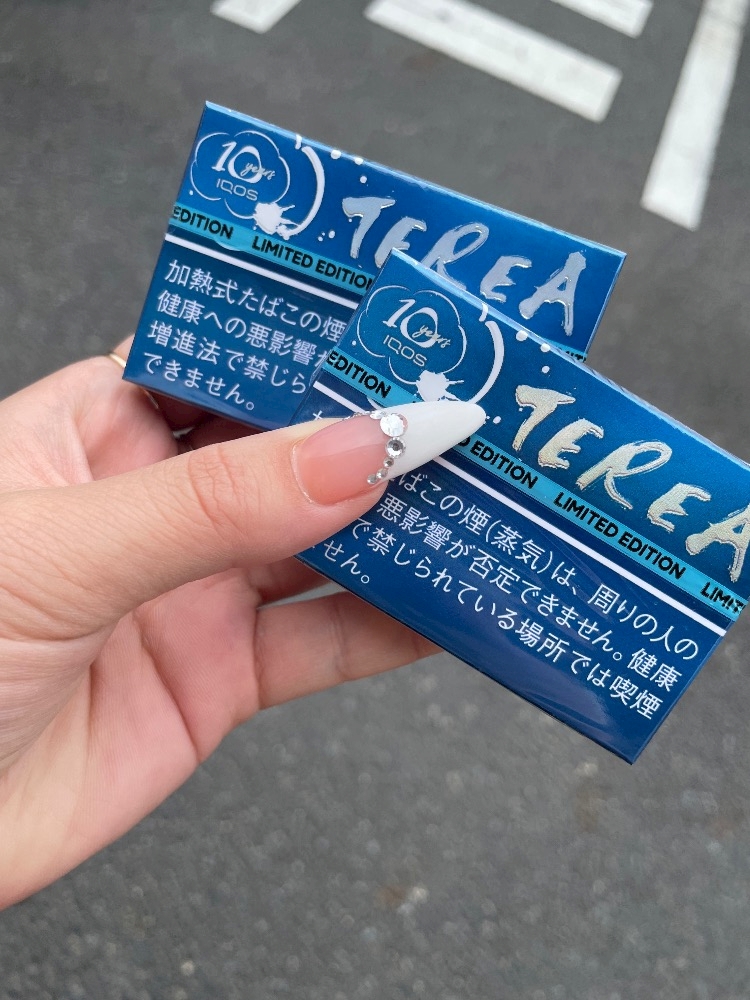 10 years
IQOS
TEREA
EDITION LIMITED EDITION
加熱式たばこの煙
健康への悪影響が
増進法で禁じら
できません。
10 years
IQOS
TEREA
EDITION
EDITION LIMITED EDITION
ばこの煙(蒸気)は、周りの人の
悪影響が否定できません。健康
で禁じられている場所では喫煙
せん。